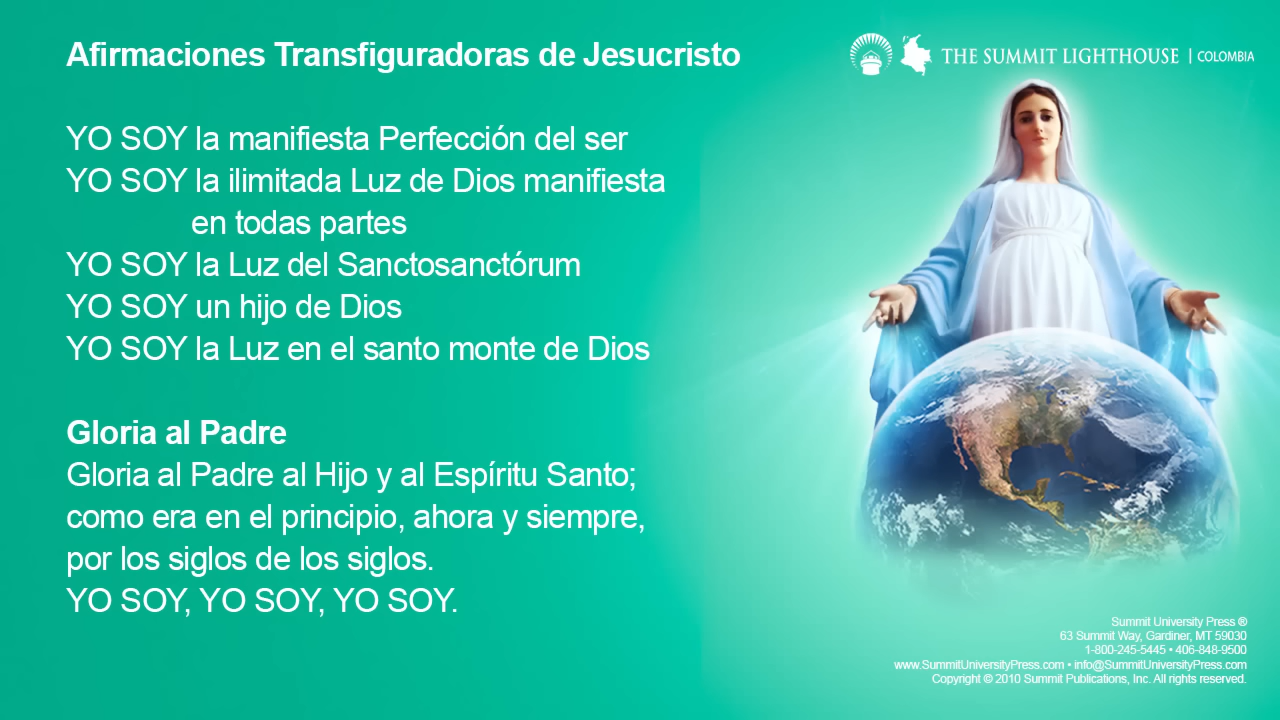 Afirmaciones Transfiguradoras de Jesucristo
THE SUMMIT LIGHTHOUSE | COLOMBIA
YO SOY la manifiesta Perfección del ser
YO SOY la ilimitada Luz de Dios manifiesta
en todas partes
YO SOY la Luz del Sanctosanctórum
YO SOY un hijo de Dios
YO SOY la Luz en el santo monte de Dios
Gloria al Padre
Gloria al Padre al Hijo y al Espíritu Santo;
como era en el principio, ahora y siempre,
por los siglos de los siglos.
YO SOY, YO SOY, YO SOY.
Summit University Press ®
63 Summit Way, Gardiner, MT 59030
1-800-245-5445 • 406-848-9500
www.SummitUniversityPress.com • info@SummitUniversityPress.com
Copyright © 2010 Summit Publications, Inc. All rights reserved.